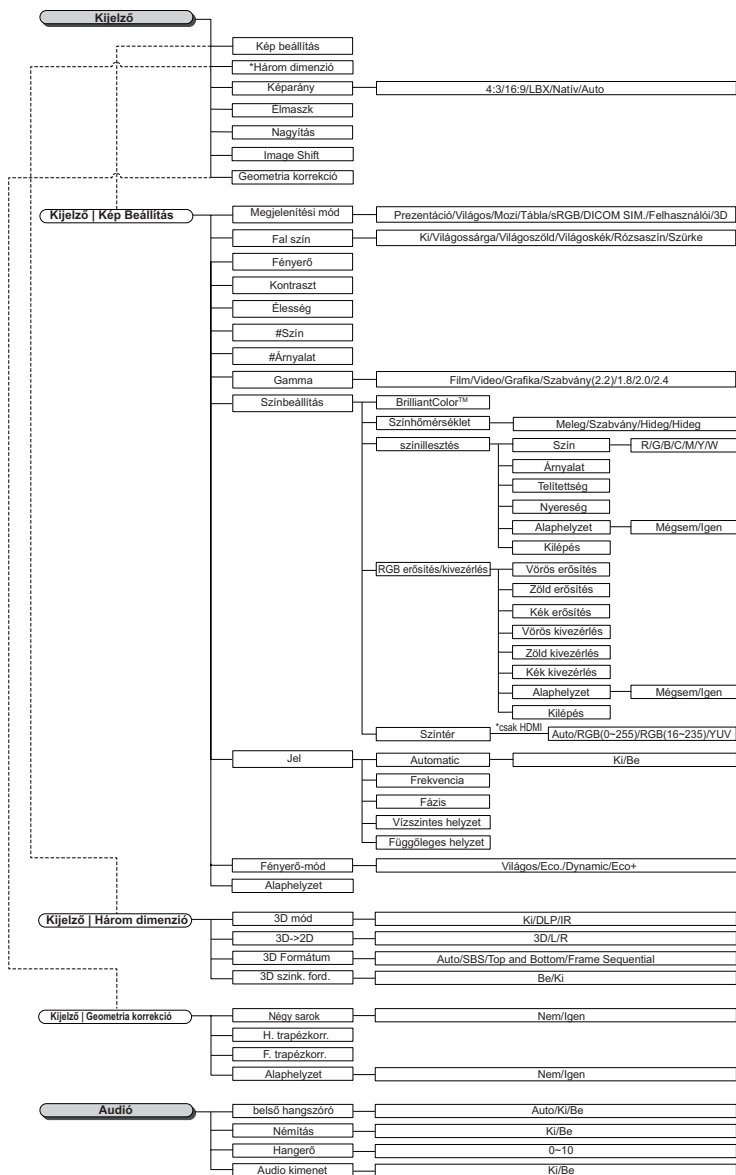 Kijelző
Kép beállítás
*Három dimenzió
Képarány 4:3/16:9/LBX/Natív/Auto
Élmaszk
Nagyítás
Image Shift
Geometria korrekció
Kijelző | Kép Beállítás Megjelenítési mód Prezentáció/Világos/Mozi/Tábla/sRGB/DICOM SIM./Felhasználói/3D
Fal szín Ki/Világossárga/Világoszöld/Világoskék/Rózsaszín/Szürke
Fényerő
Kontraszt
Élesség
#Szín
#Árnyalat
Gamma Film/Video/Grafika/Szabvány(2.2)/1.8/2.0/2.4
Színbeállítás BrilliantColor™
Színhőmérséklet Meleg/Szabvány/Hideg/Hideg
színillesztés Szín R/G/B/C/M/Y/W
Árnyalat
Telítettség
Nyereség
Alaphelyzet Mégsem/Igen
Kilépés
RGB erősítés/kivezérlés Vörös erősítés
Zöld erősítés
Kék erősítés
Vörös kivezérlés
Zöld kivezérlés
Kék kivezérlés
Alaphelyzet Mégsem/Igen
Kilépés
Színtér *csak HDMI Auto/RGB(0~255)/RGB(16~235)/YUV
Jel Automatic Ki/Be
Frekvencia
Fázis
Vízszintes helyzet
Függőleges helyzet
Fényerő-mód Világos/Eco./Dynamic/Eco+
Alaphelyzet
Kijelző | Három dimenzió 3D mód Ki/DLP/IR
3D->2D 3D/L/R
3D Formátum Auto/SBS/Top and Bottom/Frame Sequential
3D szink. ford. Be/Ki
Kijelző | Geometria korrekció Négy sarok Nem/Igen
H. trapézkorr.
F. trapézkorr.
Alaphelyzet Nem/Igen
Audió belső hangszóró Auto/Ki/Be
Némítás Ki/Be
Hangerő 0~10
Audio kimenet Ki/Be